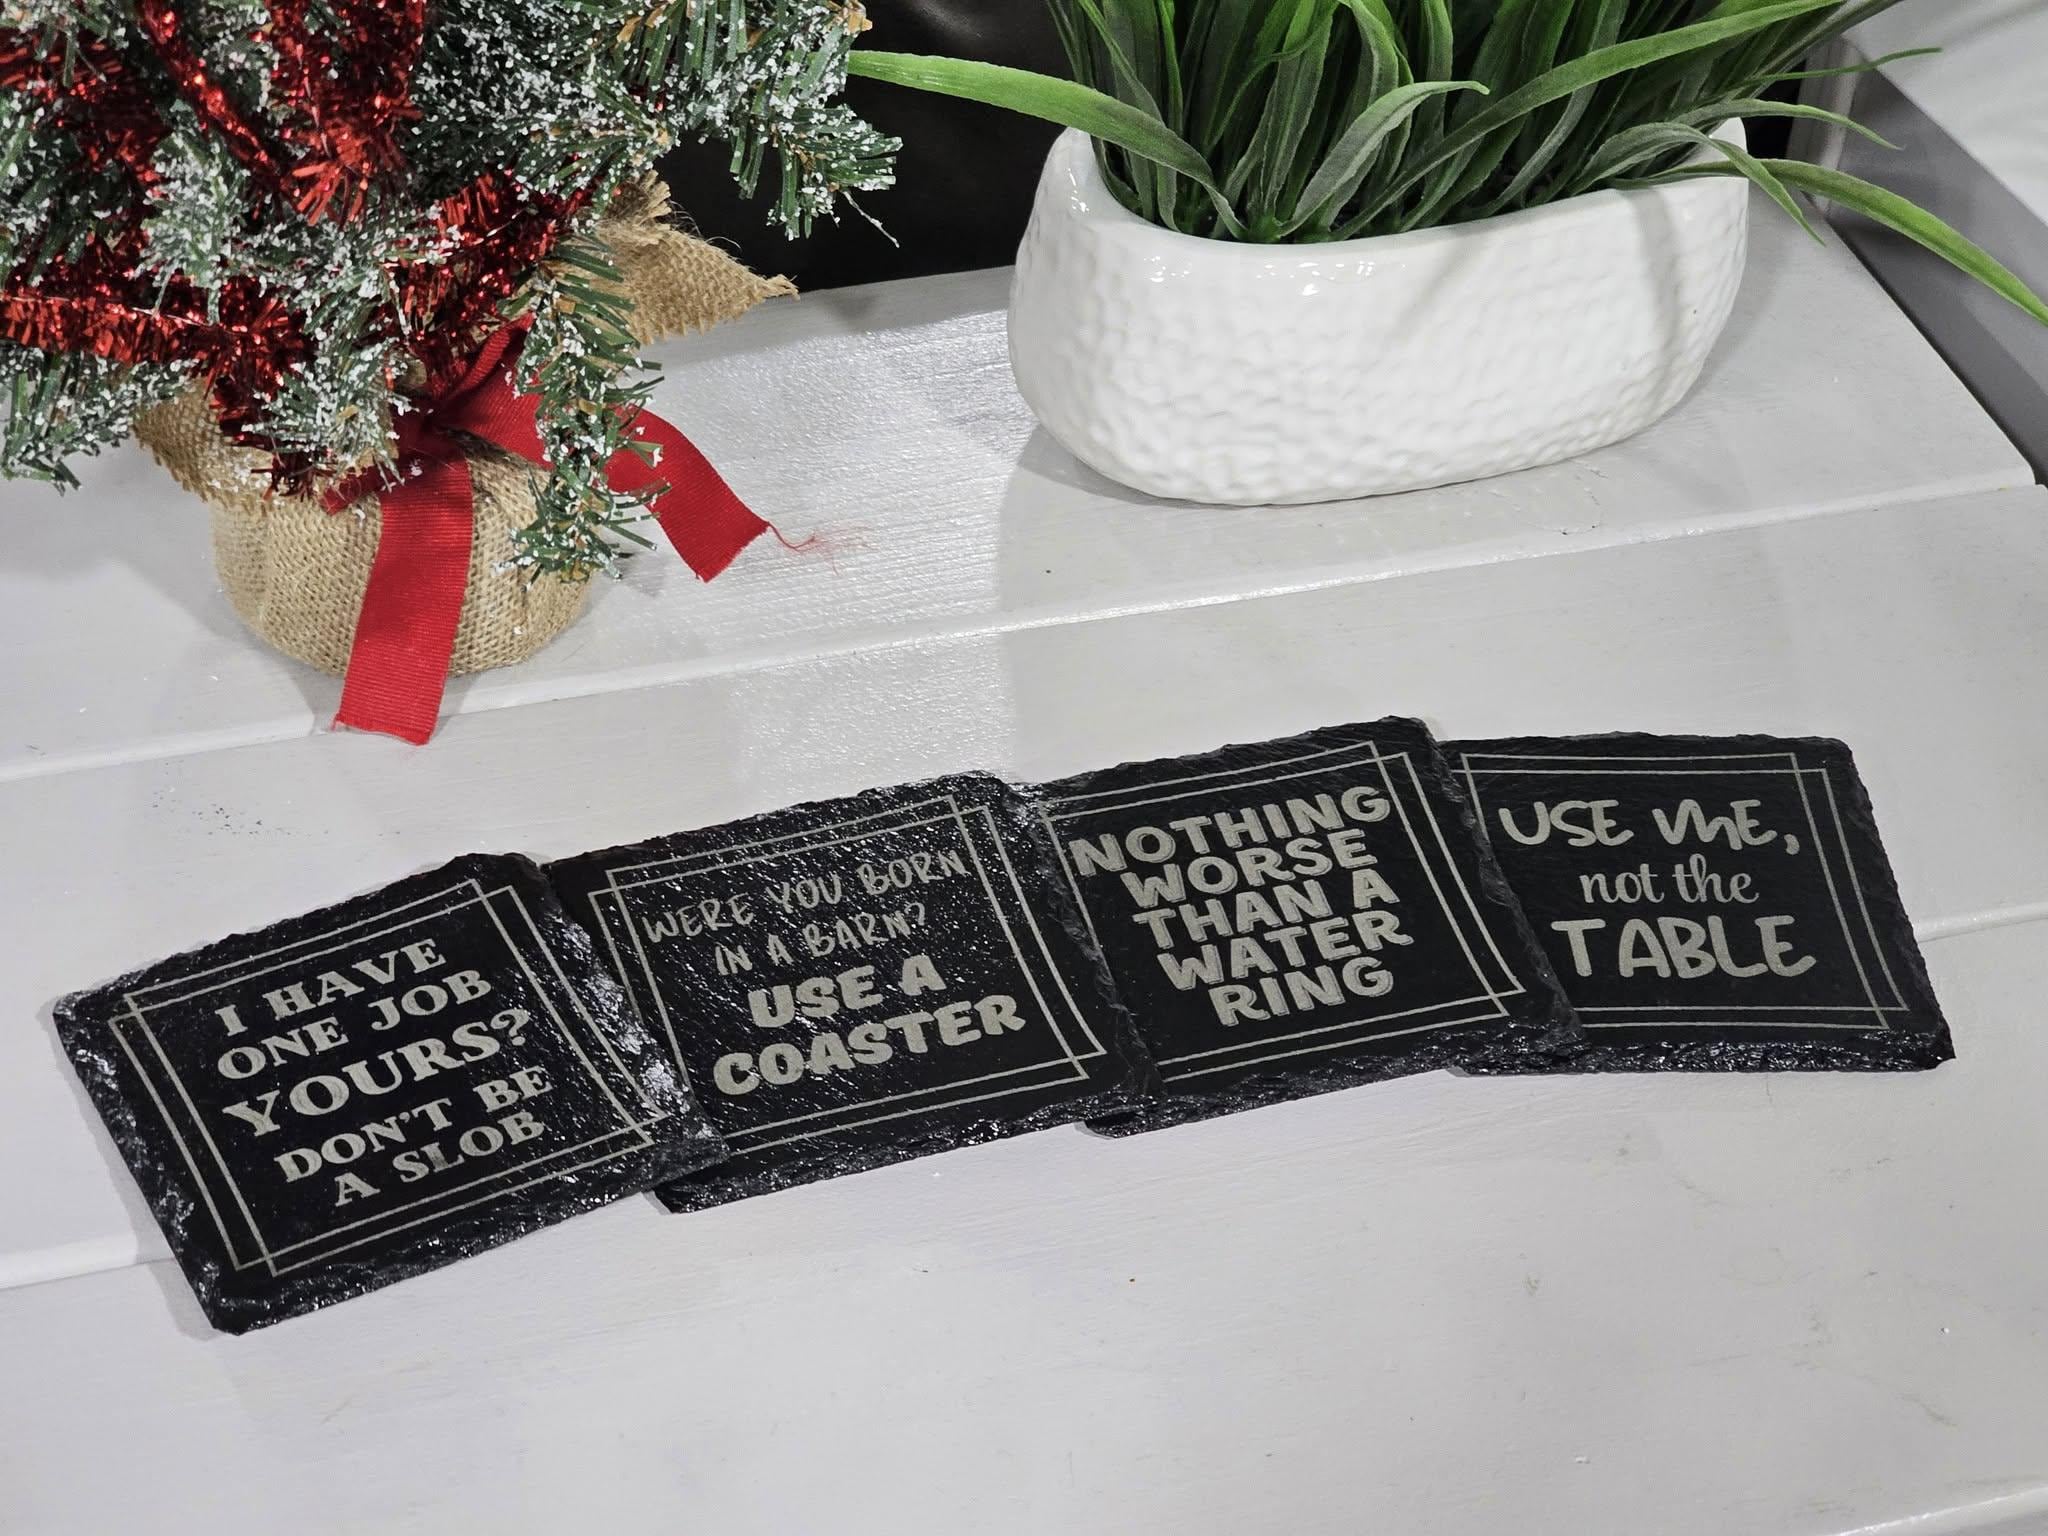 I HAVE
ONE JOB
YOURS?
DON'T BE
A SLOB
WERE YOU BORN
IN A BARN?
USE A
COASTER
NOTHING
WORSE
THAN A
WATER
RING
USE ME,
not the
TABLE